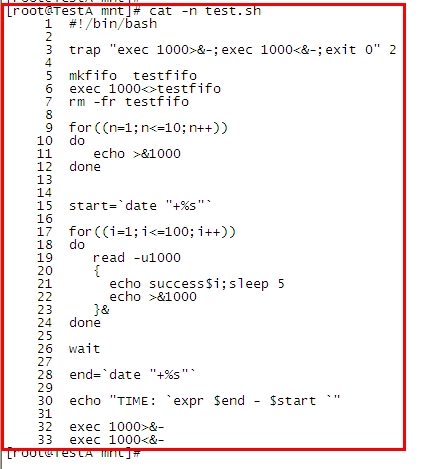 [root@TestA mnt]# cat -n test.sh
1 #!/bin/bash
2
3 trap "exec 1000>&-;exec 1000<&-;exit 0" 2
4
5 mkfifo  testfifo
6 exec 1000<>testfifo
7 rm -fr testfifo
8
9 for((n=1;n<=10;n++))
10 do
11    echo >&1000
12 done
13
14
15 start=`date "+%s"`
16
17 for((i=1;i<=100;i++))
18 do
19    read -u1000
20    {
21      echo success$i;sleep 5
22      echo >&1000
23    }&
24 done
25
26 wait
27
28 end=`date "+%s"`
29
30 echo "TIME: `expr $end - $start `"
31
32 exec 1000>&-
33 exec 1000<&-
[root@TestA mnt]#